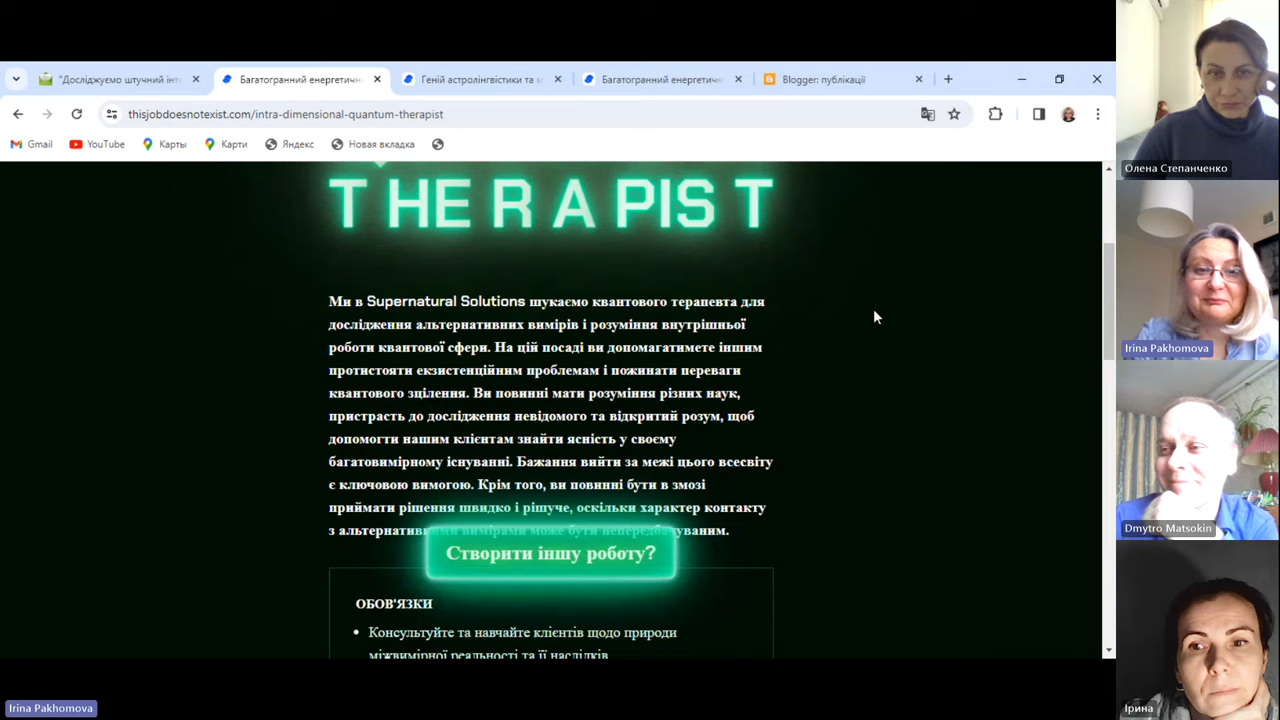 "Досліджуємо штучний інт
Багатогранний енергетичн
Геній астролінгвістики та м
Багатогранний енергетичн
Blogger: публікації
thisjobdoesnotexist.com/intra-dimensional-quantum-therapist
Gmail
YouTube
Карты
Карти
Яндекс
Новая вкладка
THERAPIST
Ми в Supernatural Solutions шукаємо квантового терапевта для
дослідження альтернативних вимірів і розуміння внутрішньої
роботи квантової сфери. На цій посаді ви допомагатимете іншим
протистояти екзистенційним проблемам і пожинати переваги
квантового зцілення. Ви повинні мати розуміння різних наук,
пристрасть до дослідження невідомого та відкритий розум, щоб
допомогти нашим клієнтам знайти ясність у своєму
багатовимірному існуванні. Бажання вийти за межі цього всесвіту
є ключовою вимогою. Крім того, ви повинні бути в змозі
приймати рішення швидко і рішуче, оскільки характер контакту
з альтернативними вимірами може бути непередбачуваним.
Створити іншу роботу?
ОБОВ'ЯЗКИ
• Консультуйте та навчайте клієнтів щодо природи
міжвимірної реальності та її наслідків
Олена Степанченко
Irina Pakhomova
Dmytro Matsokin
Ірина
Irina Pakhomova